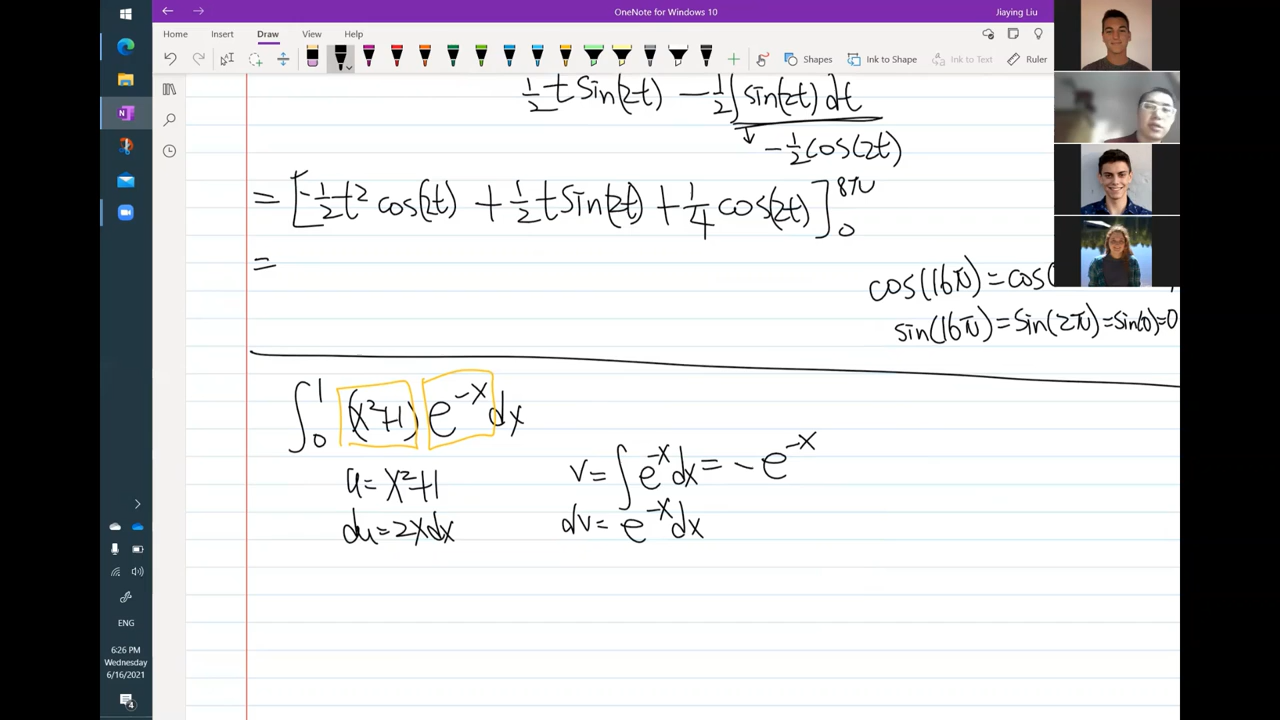 OneNote for Windows 10
Jiaying Liu
Home Insert Draw View Help
Shapes Ink to Shape Ink to Text Ruler
1/2 t Sin(2t) - 1/2 ∫ sin(2t) dt
↓ - 1/2 cos(2t)
= [ -1/2 t² cos(2t) + 1/2 t Sin(2t) + 1/4 cos(2t) ]₀^8π
=
cos(16π) = cos(
sin(16π) = Sin(2π) = sin(0) = 0
∫₀¹ (x²+1) e^-x dx
u = x²+1
v = ∫ e^-x dx = - e^-x
du = 2x dx
dv = e^-x dx
ENG
6:26 PM
Wednesday
6/16/2021
4